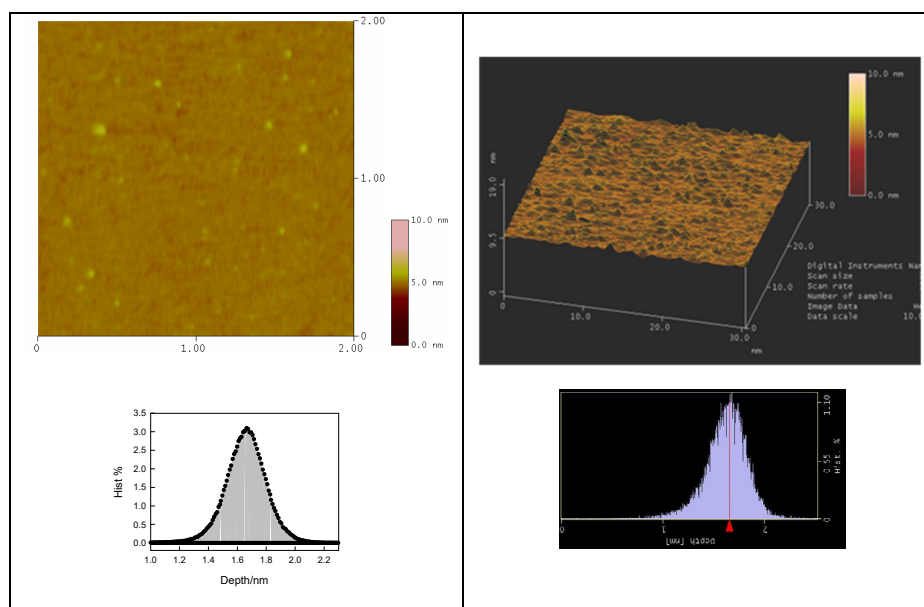 2.00
1.00
0
10.0 nm
5.0 nm
0.0 nm
0
1.00
2.00
3.5
3.0
2.5
2.0
1.5
1.0
0.5
0.0
Hist %
1.0
1.2
1.4
1.6
1.8
2.0
2.2
Depth/nm
10.0 nm
5.0 nm
0.0 nm
nm
19.0
9.5
0
30.0
20.0
10.0
0
0
10.0
20.0
30.0
nm
Digital Instruments
Scan size
Scan rate
Number of samples
Image Data
Data scale 10.0
1.10
0.55
0
Hist. %
0
1
2
Depth [nm]